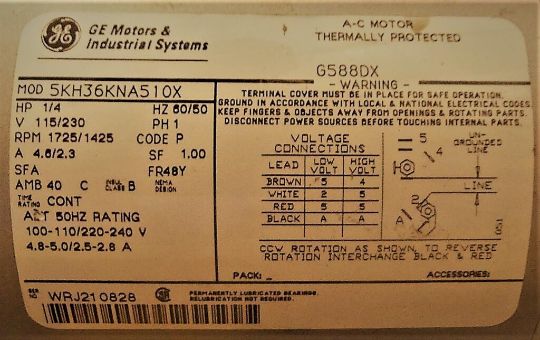 GE Motors &
Industrial Systems
A-C MOTOR
THERMALLY PROTECTED
G588DX
MOD 5KH36KNA510X
HP 1/4 HZ 60/50
V 115/230 PH 1
RPM 1725/1425 CODE P
A 4.6/2.3 SF 1.00
SFA FR48Y
AMB 40 C INSUL CLASS B NEMA DESIGN
TIME RATING CONT
ALT 50HZ RATING
100-110/220-240 V
4.8-5.0/2.5-2.8 A
- WARNING -
TERMINAL COVER MUST BE IN PLACE FOR SAFE OPERATION.
GROUND IN ACCORDANCE WITH LOCAL & NATIONAL ELECTRICAL CODES
KEEP FINGERS & OBJECTS AWAY FROM OPENINGS & ROTATING PARTS.
DISCONNECT POWER SOURCES BEFORE TOUCHING INTERNAL PARTS.
VOLTAGE
CONNECTIONS
LEAD LOW VOLT HIGH VOLT
BROWN 5 4
WHITE 2 5
RED 5 5
BLACK A A
5
4
UN-
GROUNDED
LINE
LINE
2
A
CCW ROTATION AS SHOWN, TO REVERSE
ROTATION INTERCHANGE BLACK & RED
PACK:
ACCESSORIES:
SER NO WRJ210828
PERMANENTLY LUBRICATED BEARINGS.
RELUBRICATION NOT REQUIRED.